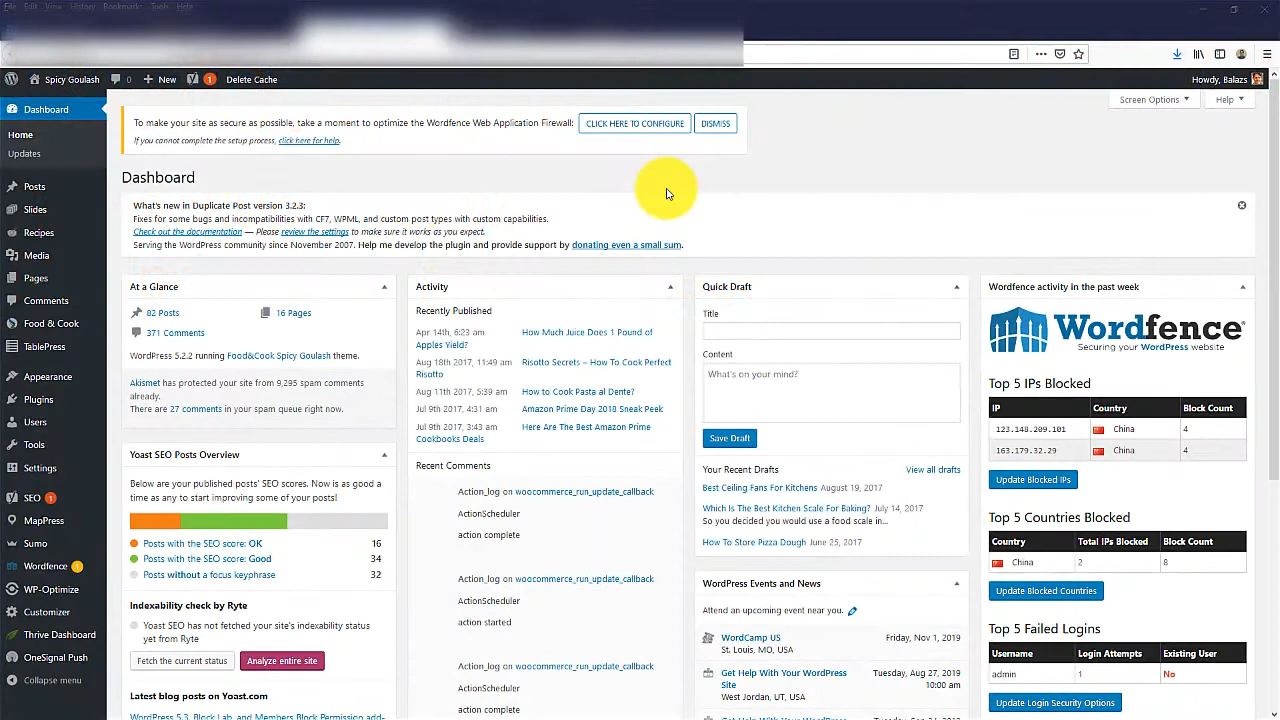 File Edit View History Bookmarks Tools Help
Spicy Goulash 0 New 1 Delete Cache Howdy, Balazs
Screen Options Help
Dashboard
Home
Updates
Posts
Slides
Recipes
Media
Pages
Comments
Food & Cook
TablePress
Appearance
Plugins
Users
Tools
Settings
SEO 1
MapPress
Sumo
Wordfence 1
WP-Optimize
Customizer
Thrive Dashboard
OneSignal Push
Collapse menu
To make your site as secure as possible, take a moment to optimize the Wordfence Web Application Firewall: CLICK HERE TO CONFIGURE DISMISS
If you cannot complete the setup process, click here for help.
Dashboard
What's new in Duplicate Post version 3.2.3:
Fixes for some bugs and incompatibilities with CF7, WPML, and custom post types with custom capabilities.
Check out the documentation — Please review the settings to make sure it works as you expect.
Serving the WordPress community since November 2007. Help me develop the plugin and provide support by donating even a small sum.
At a Glance
82 Posts 16 Pages
371 Comments
WordPress 5.2.2 running Food&Cook Spicy Goulash theme.
Akismet has protected your site from 9,295 spam comments
already.
There are 27 comments in your spam queue right now.
Yoast SEO Posts Overview
Below are your published posts' SEO scores. Now is as good a
time as any to start improving some of your posts!
Posts with the SEO score: OK 16
Posts with the SEO score: Good 34
Posts without a focus keyphrase 32
Indexability check by Ryte
Yoast SEO has not fetched your site's indexability status
yet from Ryte
Fetch the current status Analyze entire site
Latest blog posts on Yoast.com
WordPress 5.3, Block Lab, and Members Block Permission add-
Activity
Recently Published
Apr 14th, 6:23 am How Much Juice Does 1 Pound of
Apples Yield?
Aug 18th 2017, 11:49 am Risotto Secrets – How To Cook Perfect
Risotto
Aug 11th 2017, 5:39 am How to Cook Pasta al Dente?
Jul 9th 2017, 4:31 am Amazon Prime Day 2018 Sneak Peek
Jul 9th 2017, 3:43 am Here Are The Best Amazon Prime
Cookbooks Deals
Recent Comments
Action_log on woocommerce_run_update_callback
ActionScheduler
action complete
Action_log on woocommerce_run_update_callback
ActionScheduler
action started
Action_log on woocommerce_run_update_callback
ActionScheduler
action complete
Quick Draft
Title
Content
What's on your mind?
Save Draft
Your Recent Drafts View all drafts
Best Ceiling Fans For Kitchens August 19, 2017
Which Is The Best Kitchen Scale For Baking? July 14, 2017
So you decided you would use a food scale in…
How To Store Pizza Dough June 25, 2017
WordPress Events and News
Attend an upcoming event near you.
WordCamp US Friday, Nov 1, 2019
St. Louis, MO, USA
Get Help With Your WordPress Tuesday, Aug 27, 2019
Site 10:00 am
West Jordan, UT, USA
Wordfence activity in the past week
Wordfence
Securing your WordPress website
Top 5 IPs Blocked
IP Country Block Count
123.148.209.101 China 4
163.179.32.29 China 4
Update Blocked IPs
Top 5 Countries Blocked
Country Total IPs Blocked Block Count
China 2 8
Update Blocked Countries
Top 5 Failed Logins
Username Login Attempts Existing User
admin 1 No
Update Login Security Options